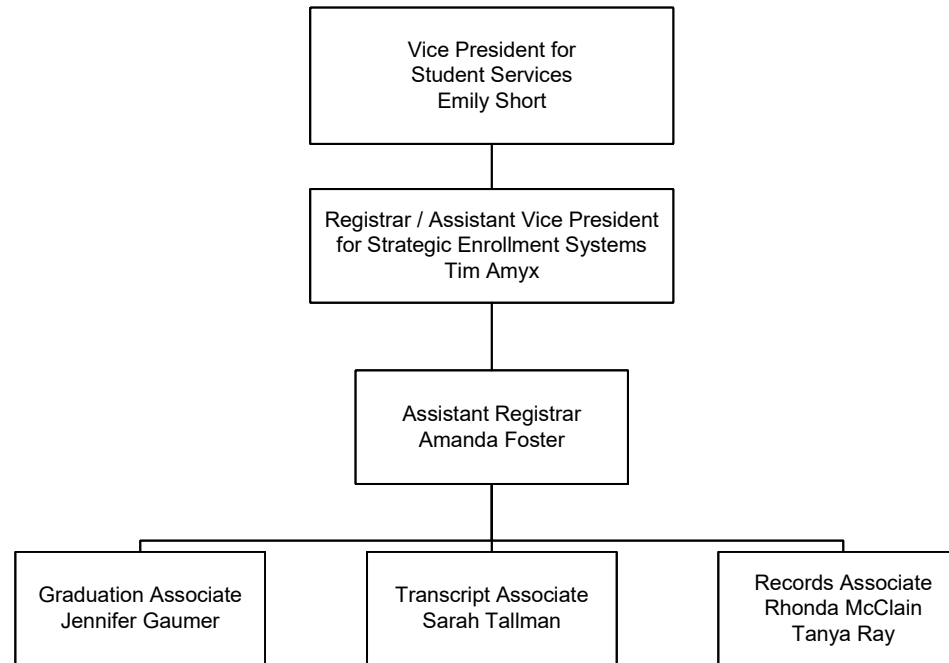 Vice President for
Student Services
Emily Short
Registrar / Assistant Vice President
for Strategic Enrollment Systems
Tim Amyx
Assistant Registrar
Amanda Foster
Graduation Associate
Jennifer Gaumer
Transcript Associate
Sarah Tallman
Records Associate
Rhonda McClain
Tanya Ray